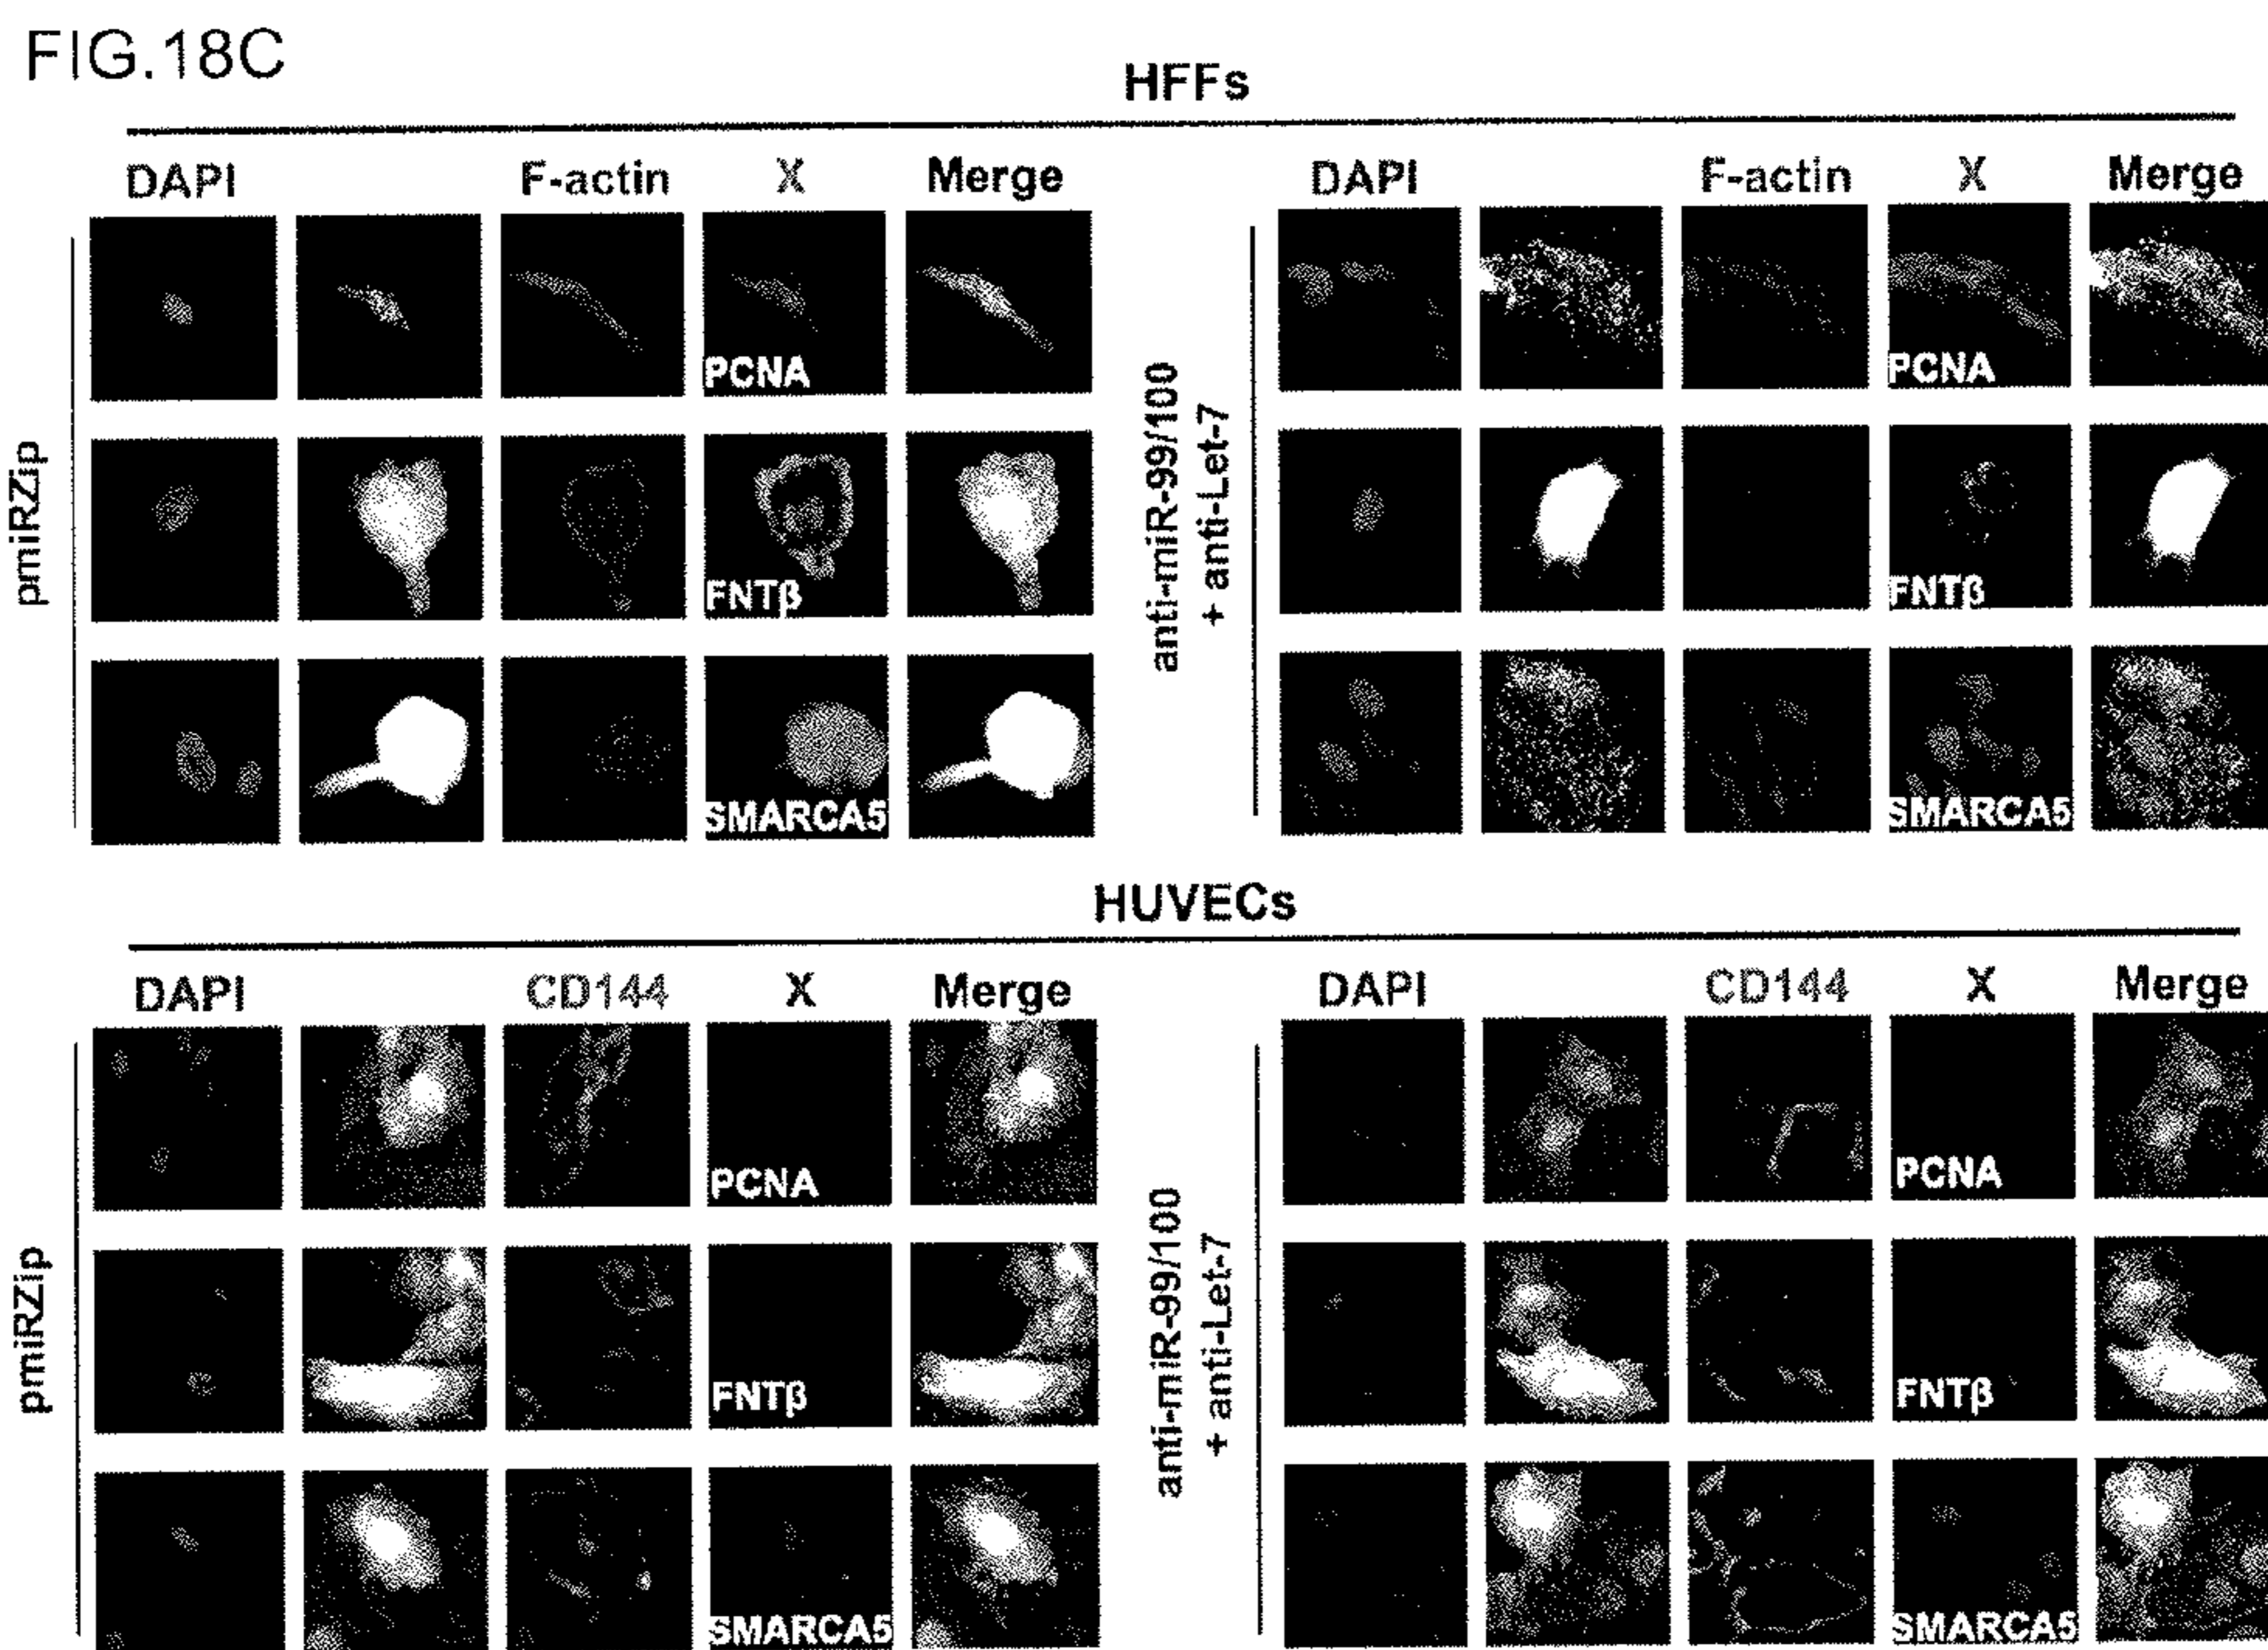 FIG.18C
HFFs
DAPI F-actin X Merge DAPI F-actin X Merge
pmiRZip
anti-miR-99/100
+ anti-Let-7
PCNA PCNA
FNTβ FNTβ
SMARCA5 SMARCA5
HUVECs
DAPI CD144 X Merge DAPI CD144 X Merge
pmiRZip
anti-miR-99/100
+ anti-Let-7
PCNA PCNA
FNTβ FNTβ
SMARCA5 SMARCA5